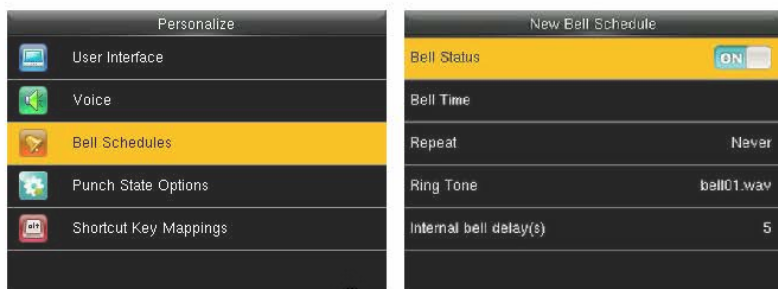 Personalize
User Interface
Voice
Bell Schedules
Punch State Options
alt
Shortcut Key Mappings
New Bell Schedule
Bell Status ON
Bell Time
Repeat Never
Ring Tone bell01.wav
Internal bell delay(s) 5